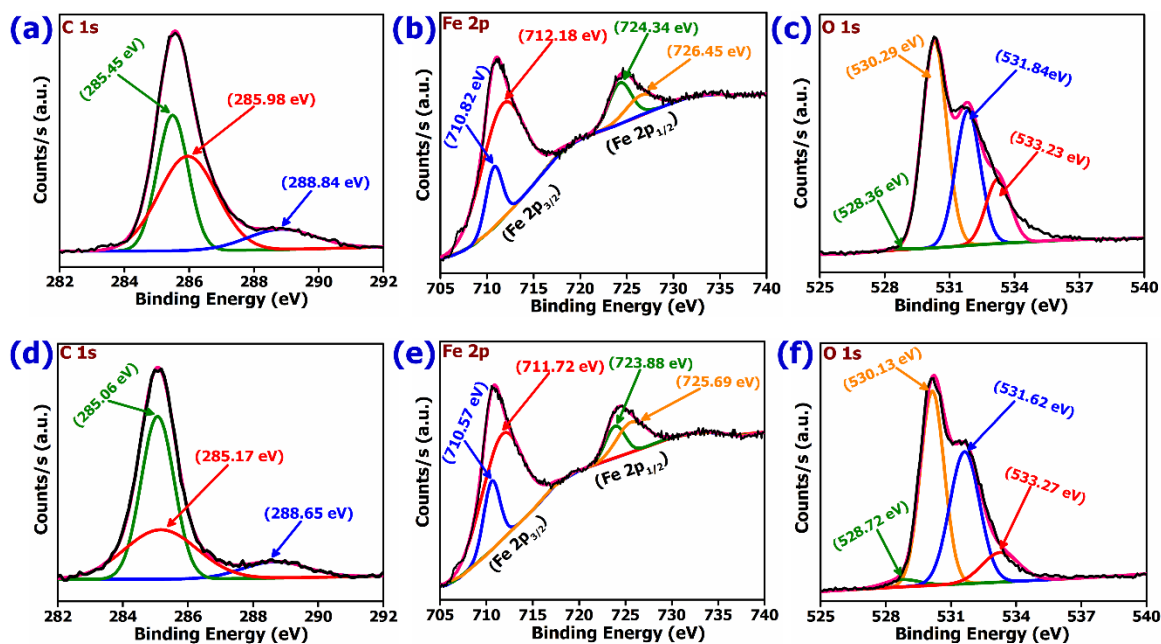 (a)
C 1s
(285.45 eV)
(285.98 eV)
(288.84 eV)
Counts/s (a.u.)
282 284 286 288 290 292
Binding Energy (eV)
(b)
Fe 2p
(712.18 eV)
(724.34 eV)
(726.45 eV)
(710.82 eV)
(Fe 2p1/2)
(Fe 2p3/2)
Counts/s (a.u.)
705 710 715 720 725 730 735 740
Binding Energy (eV)
(c)
O 1s
(530.29 eV)
(531.84eV)
(533.23 eV)
(528.36 eV)
Counts/s (a.u.)
525 528 531 534 537 540
Binding Energy (eV)
(d)
C 1s
(285.06 eV)
(285.17 eV)
(288.65 eV)
Counts/s (a.u.)
282 284 286 288 290 292
Binding Energy (eV)
(e)
Fe 2p
(711.72 eV)
(723.88 eV)
(725.69 eV)
(710.57 eV)
(Fe 2p1/2)
(Fe 2p3/2)
Counts/s (a.u.)
705 710 715 720 725 730 735 740
Binding Energy (eV)
(f)
O 1s
(530.13 eV)
(531.62 eV)
(533.27 eV)
(528.72 eV)
Counts/s (a.u.)
525 528 531 534 537 540
Binding Energy (eV)